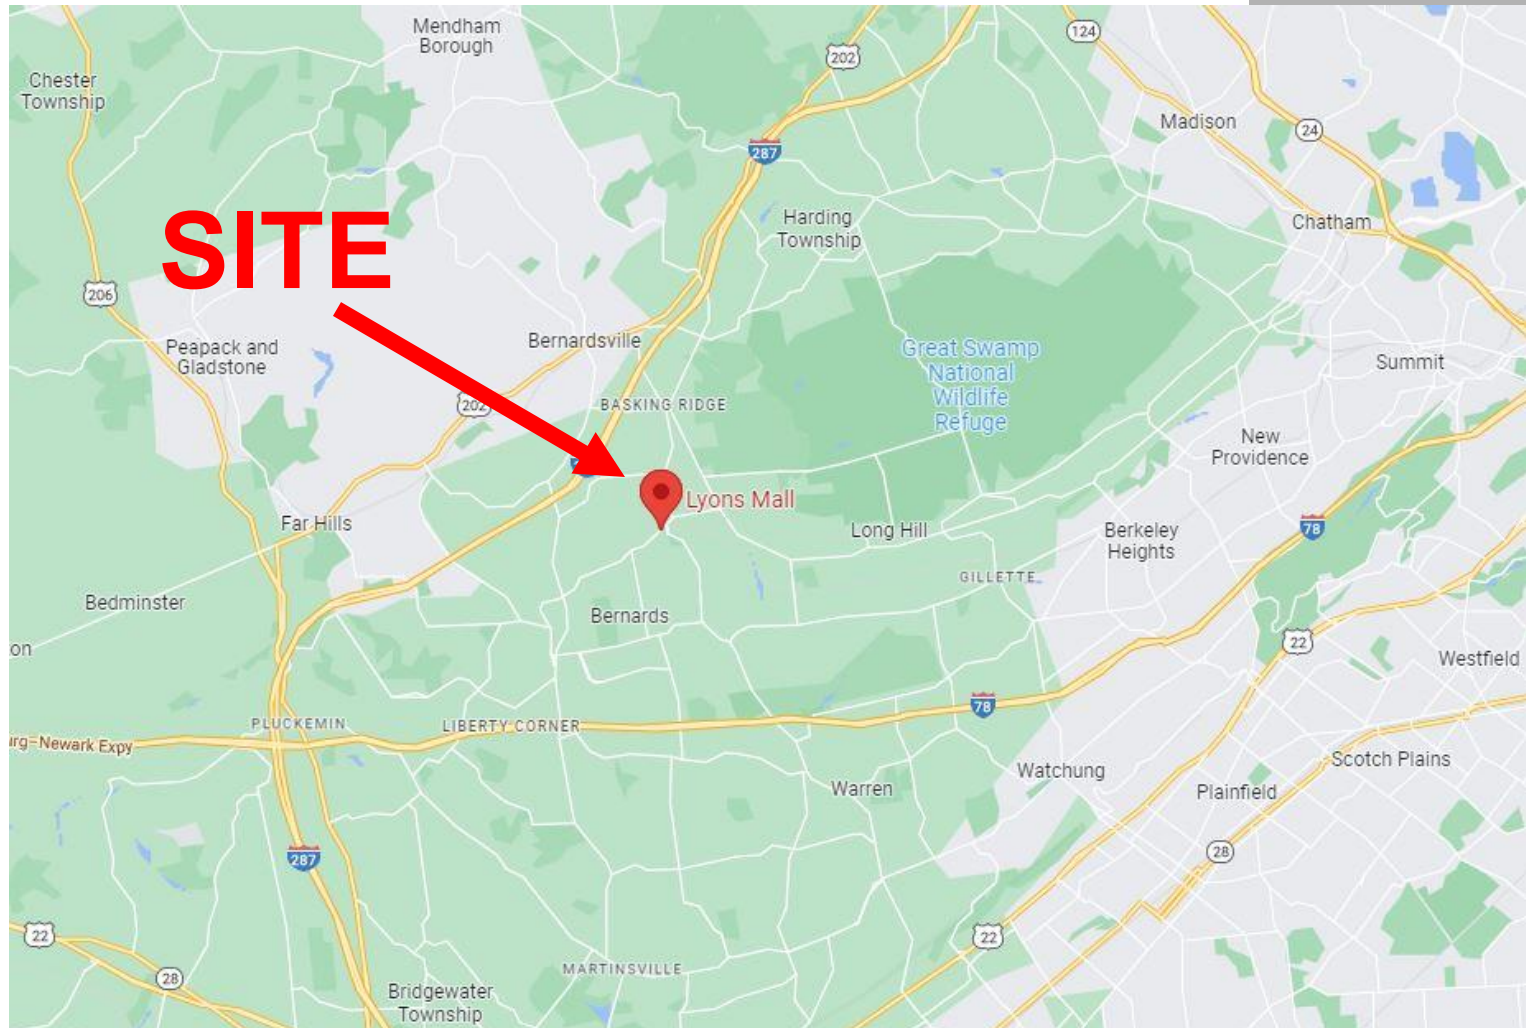 Mendham
Borough
124
202
Chester
Township
Madison
24
287
Harding
Township
Chatham
SITE
206
Bernardsville
Peapack and
Gladstone
Great Swamp
National
Wildlife
Refuge
Summit
202
BASKING RIDGE
New
Providence
Lyons Mall
Far Hills
Long Hill
Berkeley
Heights
78
GILLETTE
Bedminster
Bernards
22
on
Westfield
78
PLUCKEMIN
LIBERTY CORNER
rg-Newark Expy
Scotch Plains
Watchung
Warren
Plainfield
28
287
22
22
MARTINSVILLE
28
Bridgewater
Township